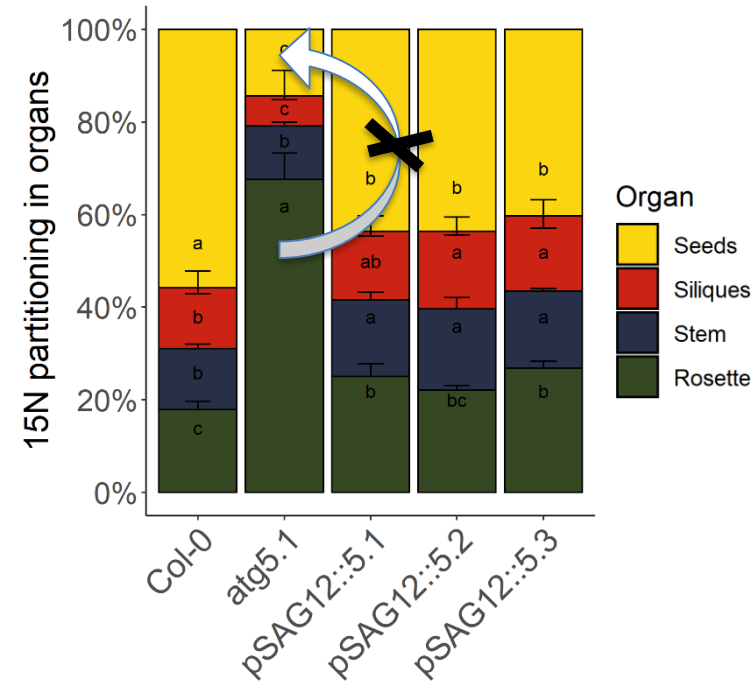 15N partitioning in organs
100%
80%
60%
40%
20%
0%
a
b
b
c
c
c
b
a
b
ab
a
b
b
a
a
bc
b
a
a
b
Col-0
atg5.1
pSAG12::5.1
pSAG12::5.2
pSAG12::5.3
Organ
Seeds
Siliques
Stem
Rosette